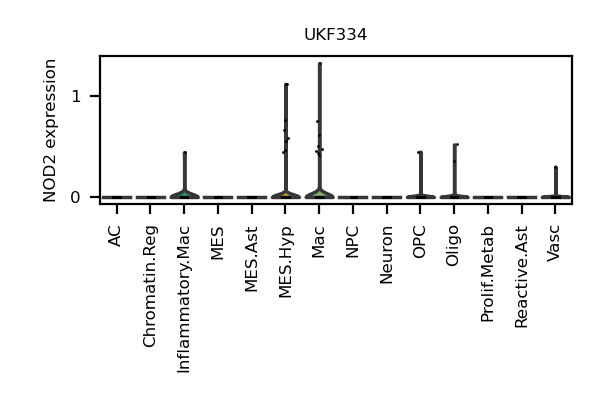 UKF334
NOD2 expression
1
0
AC
Chromatin.Reg
Inflammatory.Mac
MES
MES.Ast
MES.Hyp
Mac
NPC
Neuron
OPC
Oligo
Prolif.Metab
Reactive.Ast
Vasc